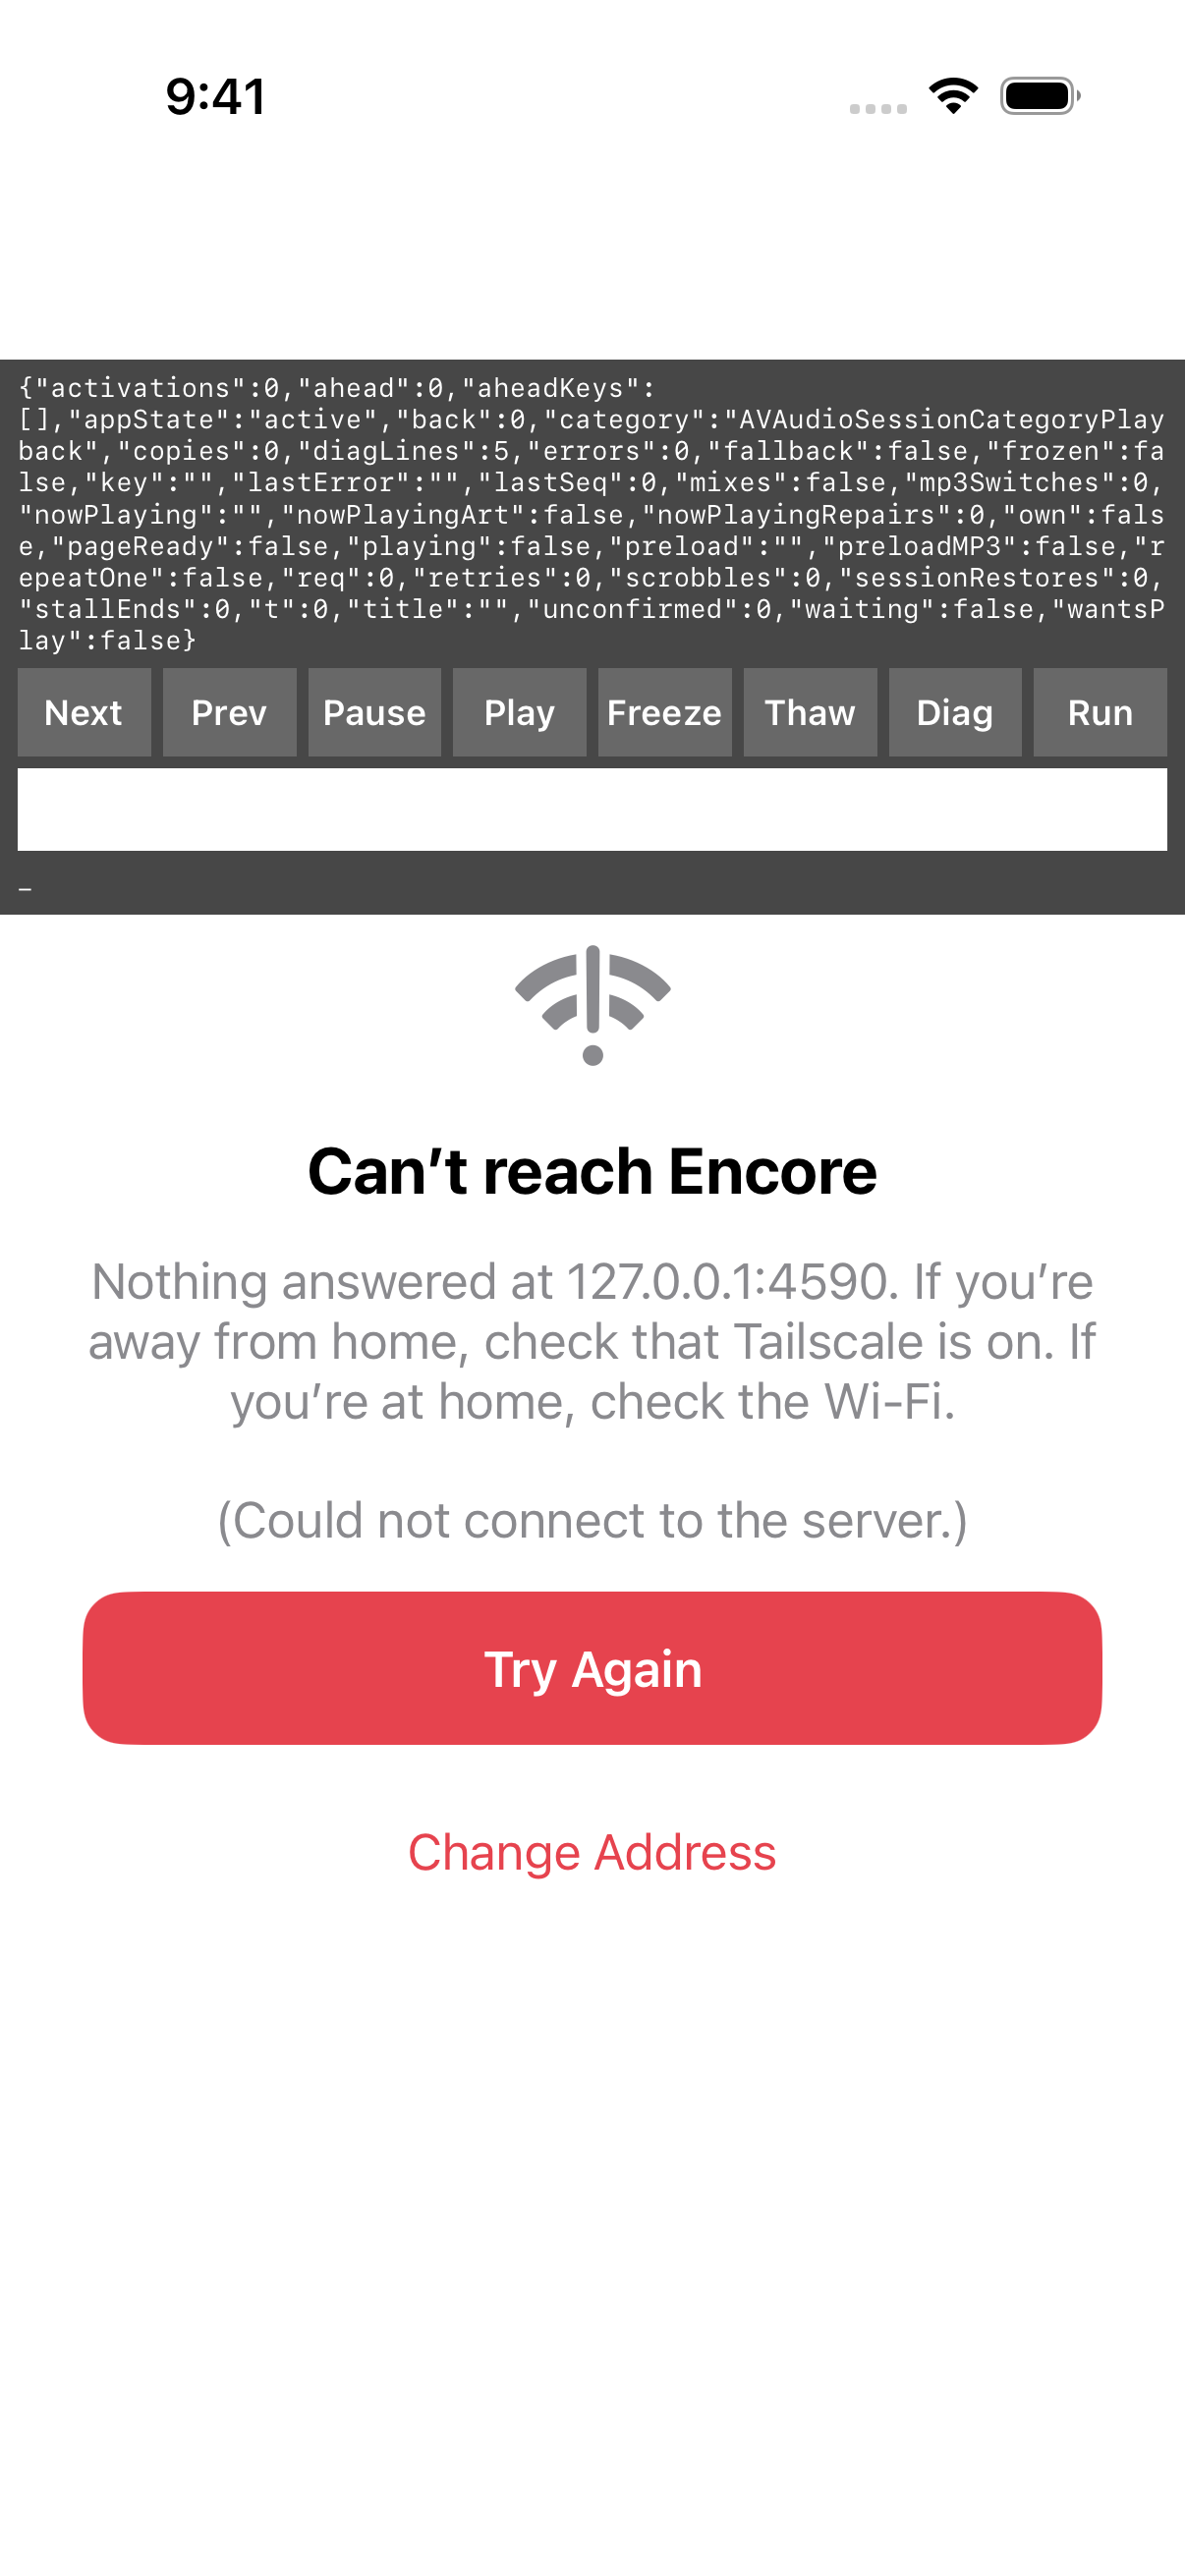 9:41
{"activations":0,"ahead":0,"aheadKeys":
[],"appState":"active","back":0,"category":"AVAudioSessionCategoryPlay
back","copies":0,"diagLines":5,"errors":0,"fallback":false,"frozen":fa
lse,"key":"","lastError":"","lastSeq":0,"mixes":false,"mp3Switches":0,
"nowPlaying":"","nowPlayingArt":false,"nowPlayingRepairs":0,"own":fals
e,"pageReady":false,"playing":false,"preload":"","preloadMP3":false,"r
epeatOne":false,"req":0,"retries":0,"scrobbles":0,"sessionRestores":0,
"stallEnds":0,"t":0,"title":"","unconfirmed":0,"waiting":false,"wantsP
lay":false}
Next Prev Pause Play Freeze Thaw Diag Run
–
Can’t reach Encore
Nothing answered at 127.0.0.1:4590. If you’re
away from home, check that Tailscale is on. If
you’re at home, check the Wi-Fi.
(Could not connect to the server.)
Try Again
Change Address